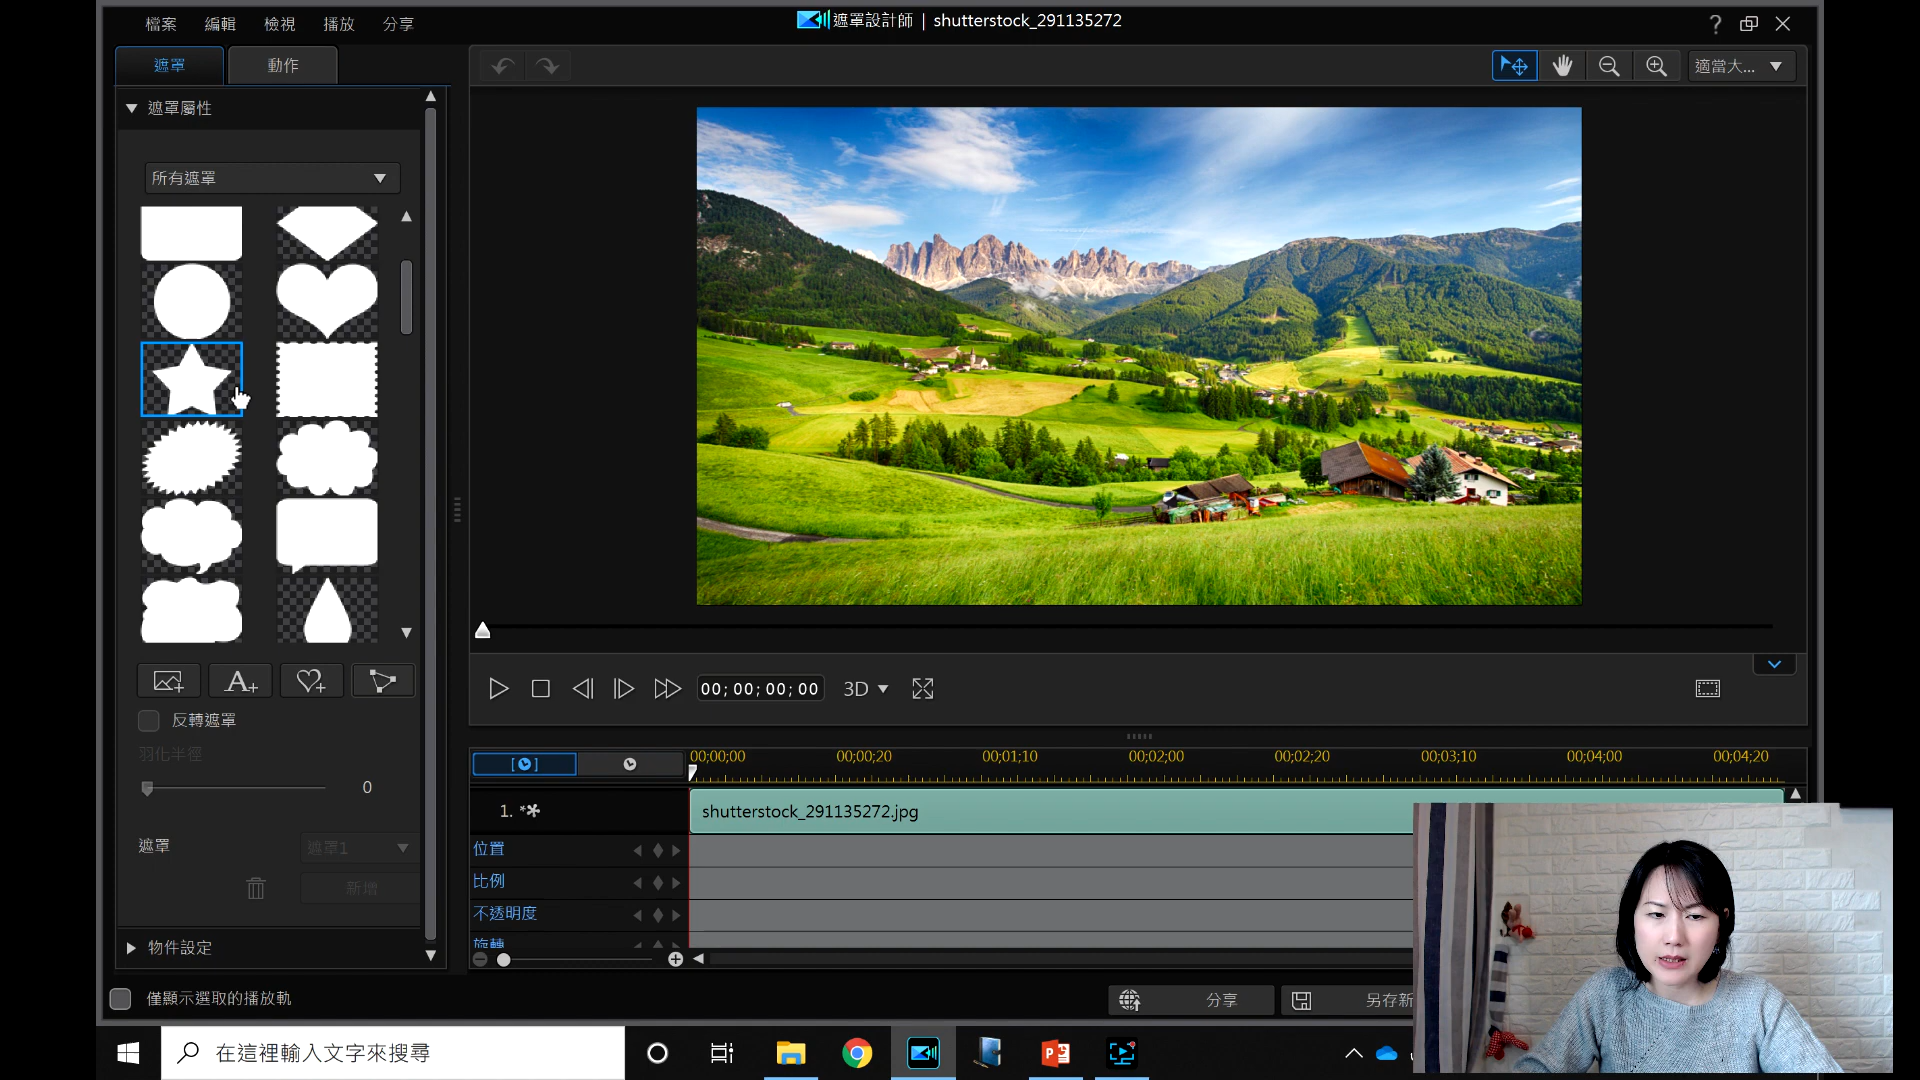 檔案 編輯 檢視 播放 分享
遮罩設計師 | shutterstock_291135272
?
遮罩 動作
適當大...
遮罩屬性
所有遮罩
反轉遮罩
羽化半徑
0
遮罩 遮罩1
新增
物件設定
僅顯示選取的播放軌
00;00;00;00 3D
00;00;00 00;00;20 00;01;10 00;02;00 00;02;20 00;03;10 00;04;00 00;04;20
1. shutterstock_291135272.jpg
位置
比例
不透明度
旋轉
分享 另存新
在這裡輸入文字來搜尋